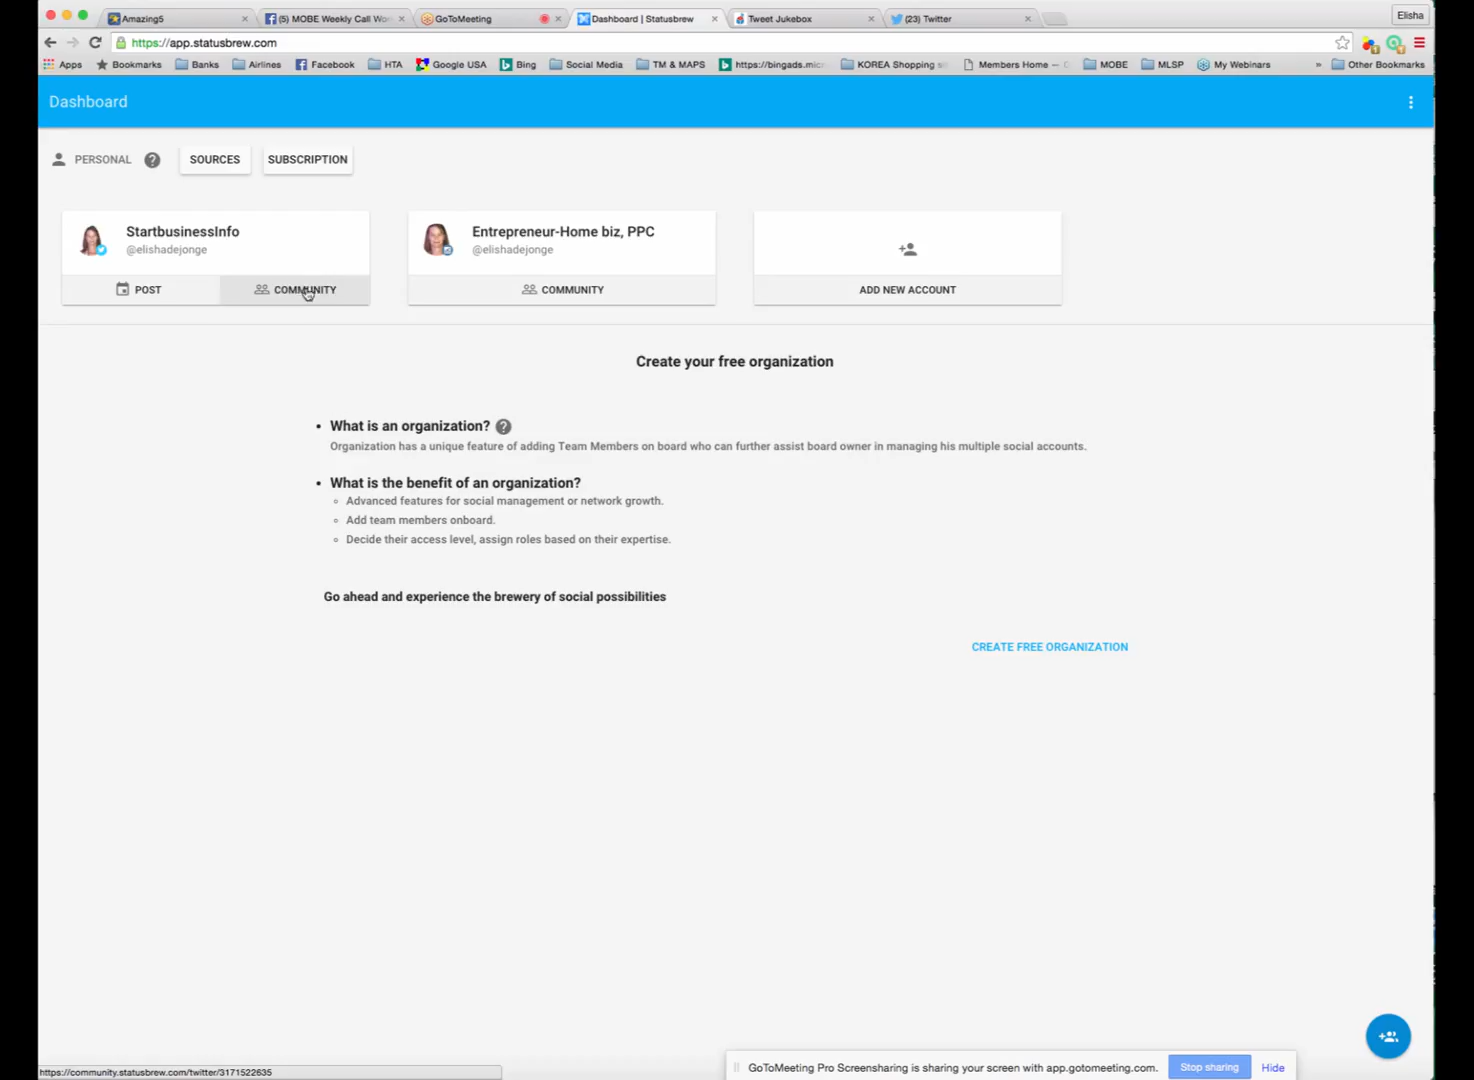 Amazing5
(5) MOBE Weekly Call Wo
GoToMeeting
Dashboard | Statusbrew
Tweet Jukebox
(23) Twitter
Elisha
https://app.statusbrew.com
Apps
Bookmarks
Banks
Airlines
Facebook
HTA
Google USA
Bing
Social Media
TM & MAPS
https://bingads.micr
KOREA Shopping s
Members Home –
MOBE
MLSP
My Webinars
»
Other Bookmarks
Dashboard
PERSONAL
SOURCES
SUBSCRIPTION
StartbusinessInfo
@elishadejonge
POST
COMMUNITY
Entrepreneur-Home biz, PPC
@elishadejonge
COMMUNITY
ADD NEW ACCOUNT
Create your free organization
• What is an organization?
Organization has a unique feature of adding Team Members on board who can further assist board owner in managing his multiple social accounts.
• What is the benefit of an organization?
Advanced features for social management or network growth.
Add team members onboard.
Decide their access level, assign roles based on their expertise.
Go ahead and experience the brewery of social possibilities
CREATE FREE ORGANIZATION
https://community.statusbrew.com/twitter/3171522635
GoToMeeting Pro Screensharing is sharing your screen with app.gotomeeting.com.
Stop sharing
Hide